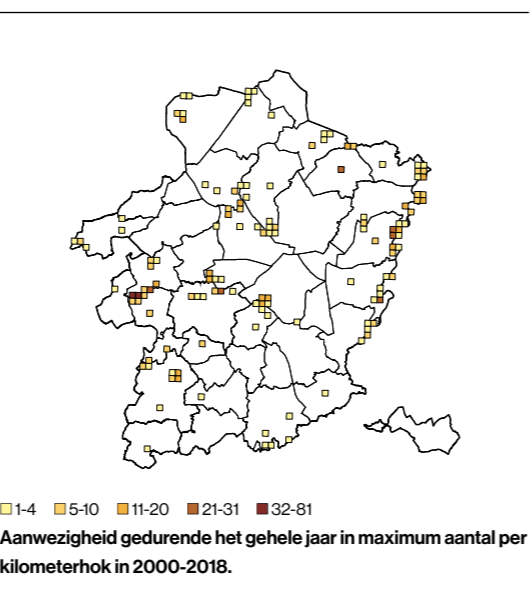 1-4 5-10 11-20 21-31 32-81
Aanwezigheid gedurende het gehele jaar in maximum aantal per
kilometerhok in 2000-2018.